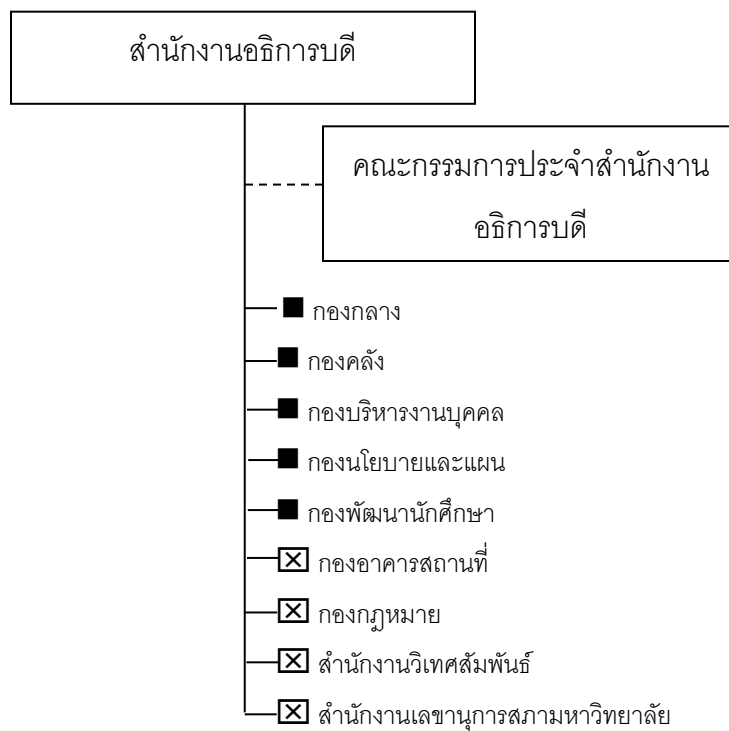 สำนักงานอธิการบดี
คณะกรรมการประจำสำนักงาน
อธิการบดี
กองกลาง
กองคลัง
กองบริหารงานบุคคล
กองนโยบายและแผน
กองพัฒนานักศึกษา
กองอาคารสถานที่
กองกฎหมาย
สำนักงานวิเทศสัมพันธ์
สำนักงานเลขานุการสภามหาวิทยาลัย